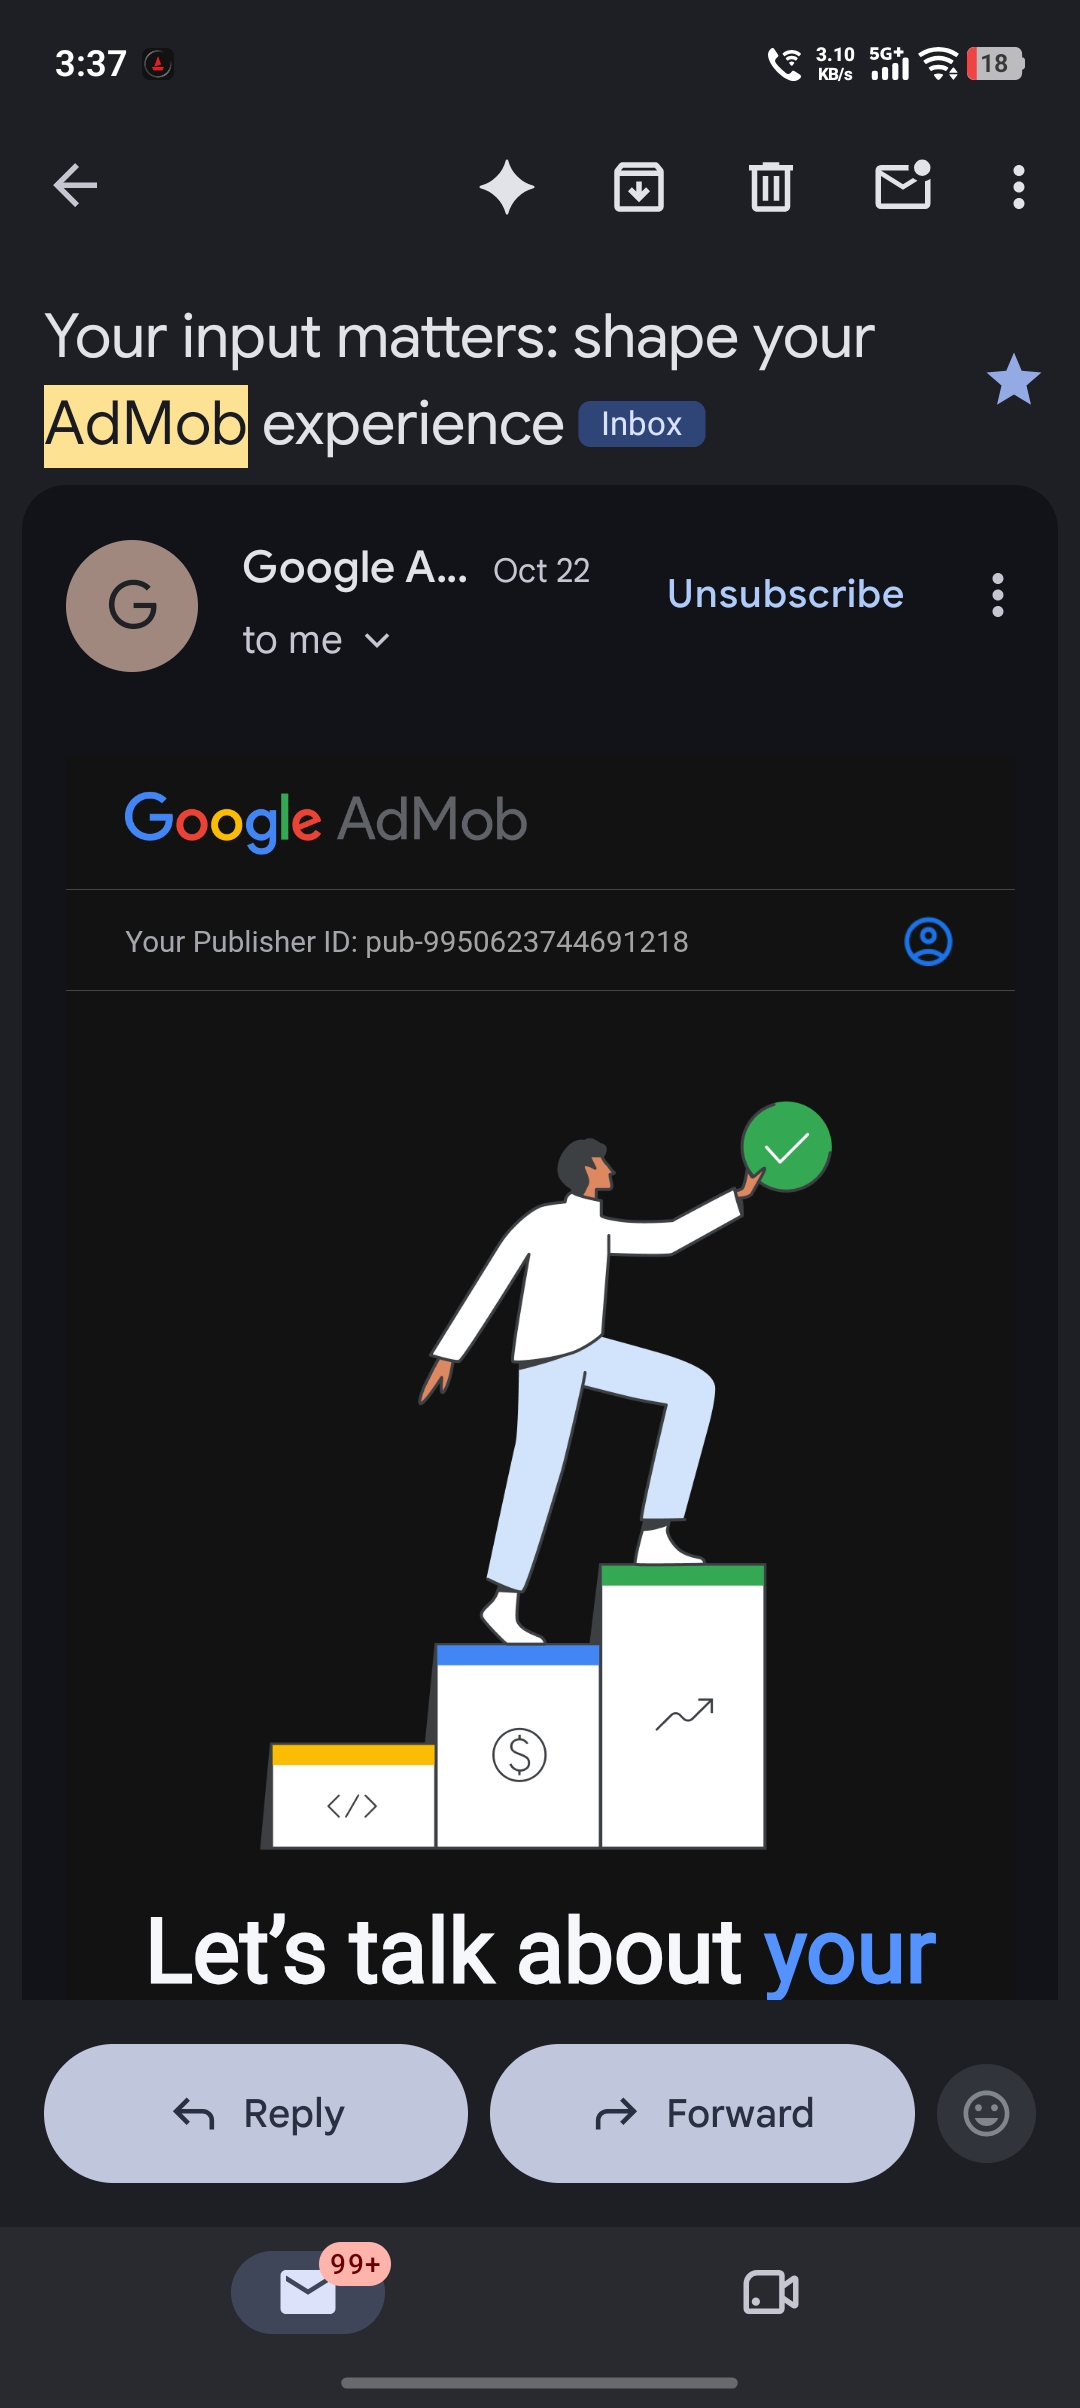 3:37
3.10
KB/s
5G+
18
Your input matters: shape your
AdMob experience Inbox
Google A... Oct 22
Unsubscribe
to me
G
Google AdMob
Your Publisher ID: pub-9950623744691218
$
</>
Let's talk about your
Reply
Forward
99+